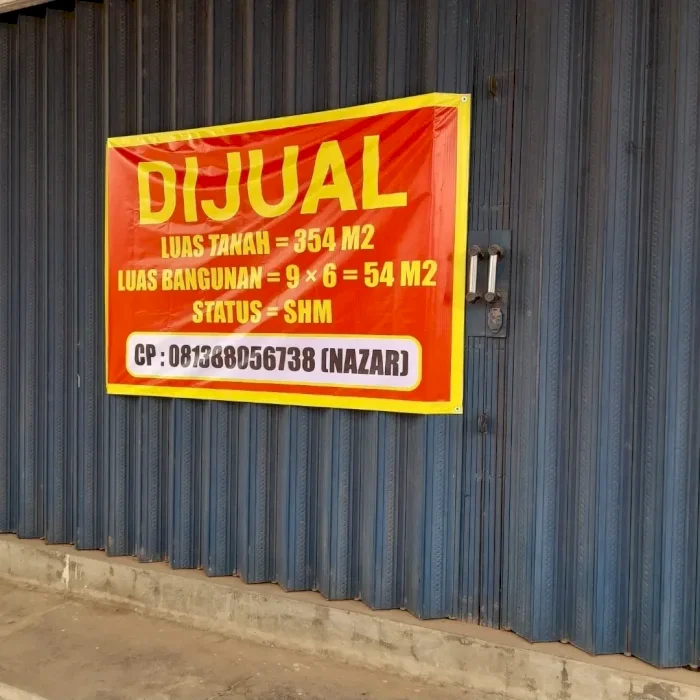 DIJUAL
LUAS TANAH = 354 M2
LUAS BANGUNAN = 9 × 6 = 54 M2
STATUS = SHM
CP : 081388056738 (NAZAR)